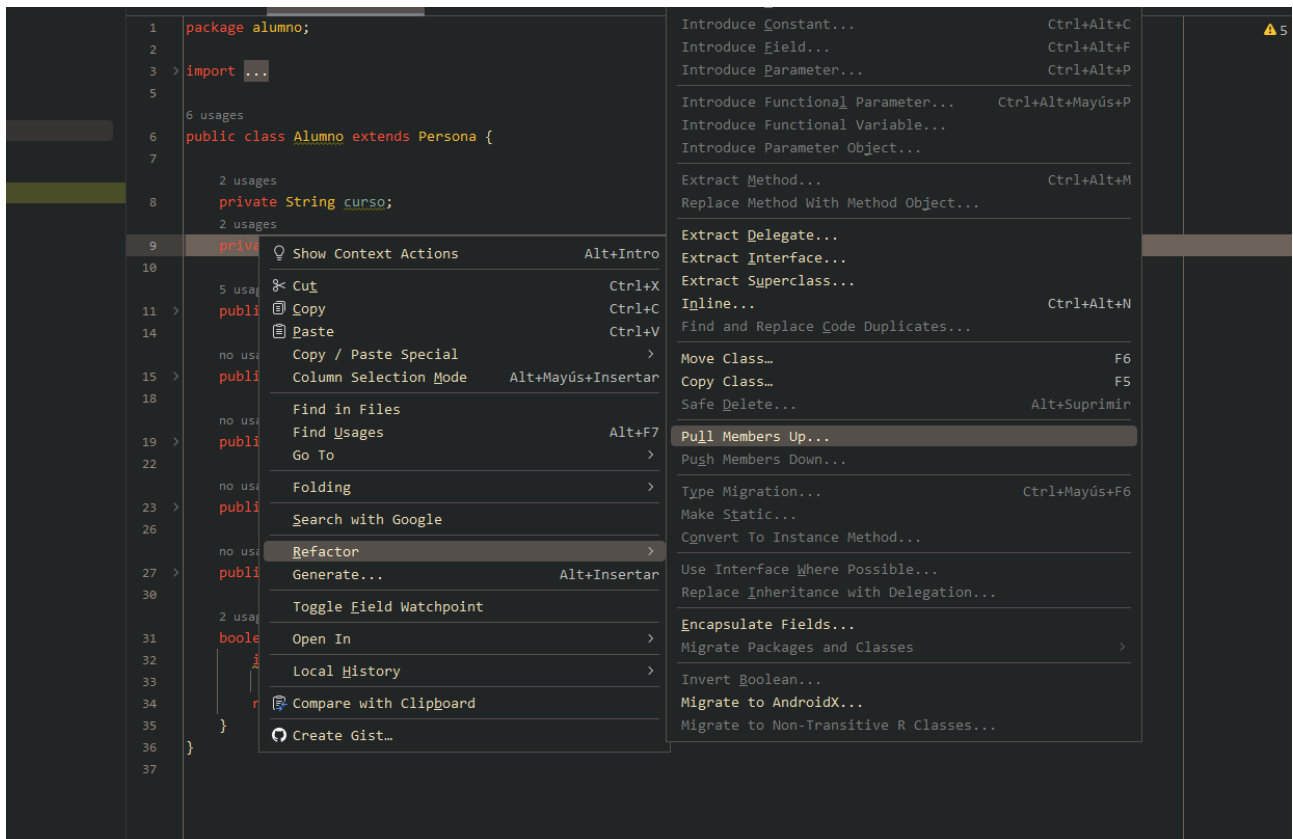 1 package alumno;
2
3 import ...
5
6 usages
6 public class Alumno extends Persona {
7
2 usages
8 private String curso;
2 usages
9 priva
10
5 usag
11 publi
14
no usa
15 publi
18
no usa
19 publi
22
no usa
23 publi
26
no usa
27 publi
30
2 usag
31 boole
32 i
33
34 r
35 }
36 }
37
5
Show Context Actions Alt+Intro
Cut Ctrl+X
Copy Ctrl+C
Paste Ctrl+V
Copy / Paste Special
Column Selection Mode Alt+Mayús+Insertar
Find in Files
Find Usages Alt+F7
Go To
Folding
Search with Google
Refactor
Generate... Alt+Insertar
Toggle Field Watchpoint
Open In
Local History
Compare with Clipboard
Create Gist…
Introduce Constant... Ctrl+Alt+C
Introduce Field... Ctrl+Alt+F
Introduce Parameter... Ctrl+Alt+P
Introduce Functional Parameter... Ctrl+Alt+Mayús+P
Introduce Functional Variable...
Introduce Parameter Object...
Extract Method... Ctrl+Alt+M
Replace Method With Method Object...
Extract Delegate...
Extract Interface...
Extract Superclass...
Inline... Ctrl+Alt+N
Find and Replace Code Duplicates...
Move Class… F6
Copy Class… F5
Safe Delete... Alt+Suprimir
Pull Members Up...
Push Members Down...
Type Migration... Ctrl+Mayús+F6
Make Static...
Convert To Instance Method...
Use Interface Where Possible...
Replace Inheritance with Delegation...
Encapsulate Fields...
Migrate Packages and Classes
Invert Boolean...
Migrate to AndroidX...
Migrate to Non-Transitive R Classes...